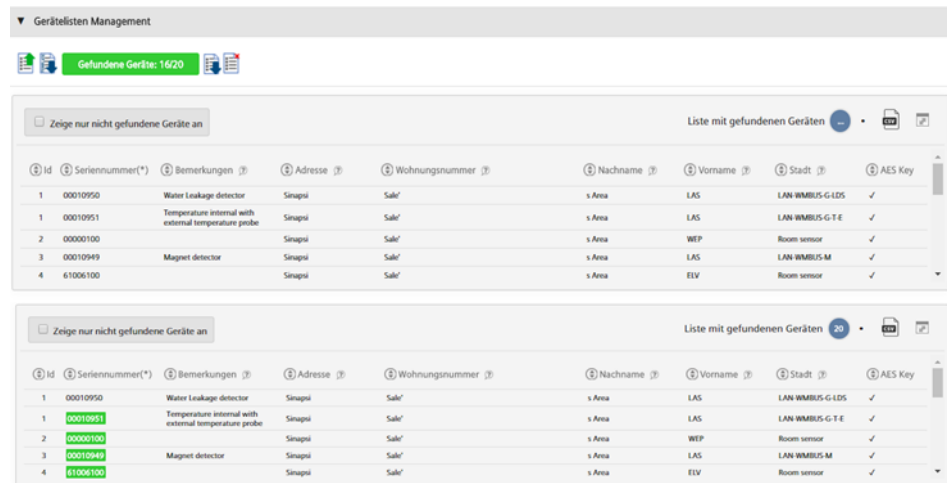 ▼ Gerätelisten Management
Gefundene Geräte: 16/20
Zeige nur nicht gefundene Geräte an
Liste mit gefundenen Geräten ... CSV
Id Seriennummer(*) Bemerkungen Adresse Wohnungsnummer Nachname Vorname Stadt AES Key
1 00010950 Water Leakage detector Sinapsi Sale' s Area LAS LAN-WMBUS-G-LDS ✓
1 00010951 Temperature internal with external temperature probe Sinapsi Sale' s Area LAS LAN-WMBUS-G-T-E ✓
2 00000100 Sinapsi Sale' s Area WEP Room sensor ✓
3 00010949 Magnet detector Sinapsi Sale' s Area LAS LAN-WMBUS-M ✓
4 61006100 Sinapsi Sale' s Area ELV Room sensor ✓
Zeige nur nicht gefundene Geräte an
Liste mit gefundenen Geräten 20 CSV
Id Seriennummer(*) Bemerkungen Adresse Wohnungsnummer Nachname Vorname Stadt AES Key
1 00010950 Water Leakage detector Sinapsi Sale' s Area LAS LAN-WMBUS-G-LDS ✓
1 00010951 Temperature internal with external temperature probe Sinapsi Sale' s Area LAS LAN-WMBUS-G-T-E ✓
2 00000100 Sinapsi Sale' s Area WEP Room sensor ✓
3 00010949 Magnet detector Sinapsi Sale' s Area LAS LAN-WMBUS-M ✓
4 61006100 Sinapsi Sale' s Area ELV Room sensor ✓